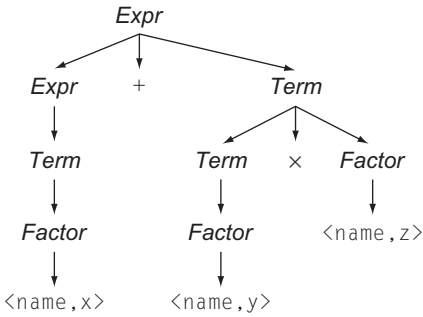 Expr
Expr + Term
Term Term × Factor
Factor Factor <name,z>
<name,x> <name,y>